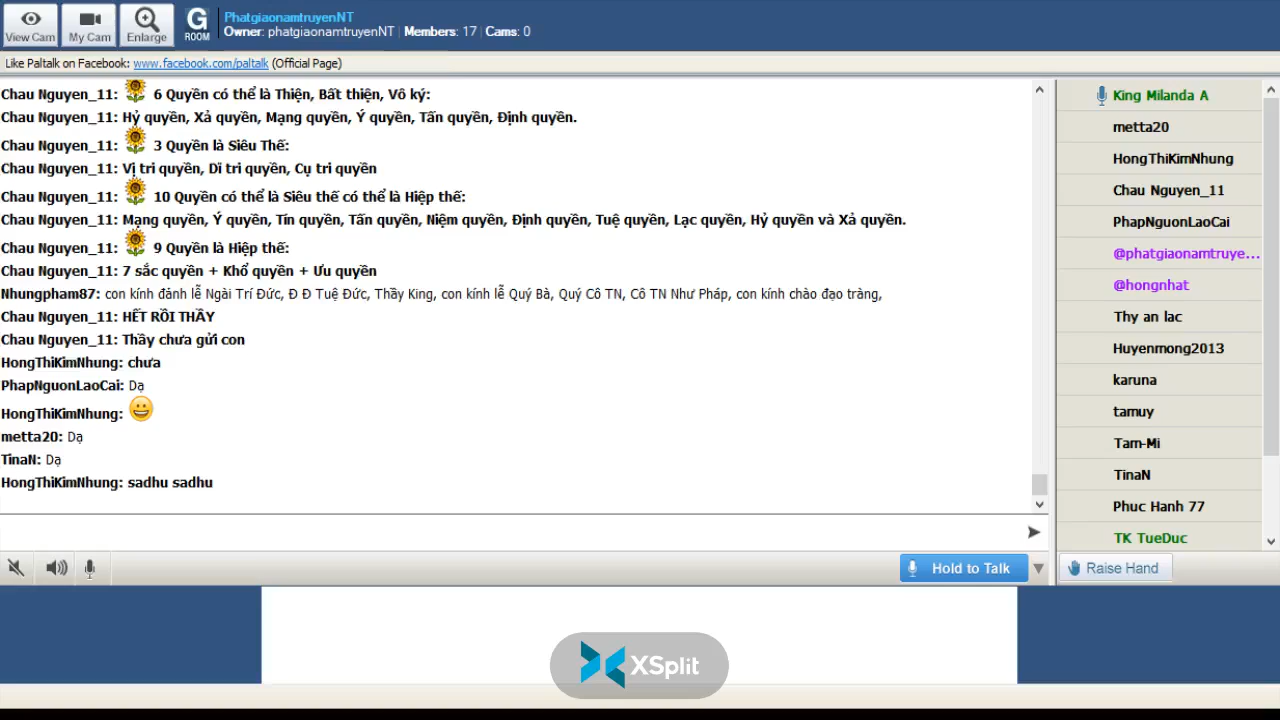 View Cam
My Cam
Enlarge
G
ROOM
PhatgiaonamtruyenNT
Owner: phatgiaonamtruyenNT | Members: 17 | Cams: 0
Like Paltalk on Facebook: www.facebook.com/paltalk (Official Page)
Chau Nguyen_11: 6 Quyền có thể là Thiện, Bất thiện, Vô ký:
Chau Nguyen_11: Hỷ quyền, Xả quyền, Mạng quyền, Ý quyền, Tấn quyền, Định quyền.
Chau Nguyen_11: 3 Quyền là Siêu Thế:
Chau Nguyen_11: Vị tri quyền, Dĩ tri quyền, Cụ tri quyền
Chau Nguyen_11: 10 Quyền có thể là Siêu thế có thể là Hiệp thế:
Chau Nguyen_11: Mạng quyền, Ý quyền, Tín quyền, Tấn quyền, Niệm quyền, Định quyền, Tuệ quyền, Lạc quyền, Hỷ quyền và Xả quyền.
Chau Nguyen_11: 9 Quyền là Hiệp thế:
Chau Nguyen_11: 7 sắc quyền + Khổ quyền + Ưu quyền
Nhungpham87: con kính đảnh lễ Ngài Trí Đức, Đ Đ Tuệ Đức, Thầy King, con kính lễ Quý Bà, Quý Cô TN, Cô TN Như Pháp, con kính chào đạo tràng,
Chau Nguyen_11: HẾT RỒI THẦY
Chau Nguyen_11: Thầy chưa gửi con
HongThiKimNhung: chưa
PhapNguonLaoCai: Dạ
HongThiKimNhung:
metta20: Dạ
TinaN: Dạ
HongThiKimNhung: sadhu sadhu
King Milanda A
metta20
HongThiKimNhung
Chau Nguyen_11
PhapNguonLaoCai
@phatgiaonamtruye...
@hongnhat
Thy an lac
Huyenmong2013
karuna
tamuy
Tam-Mi
TinaN
Phuc Hanh 77
TK TueDuc
Hold to Talk
Raise Hand
XSplit